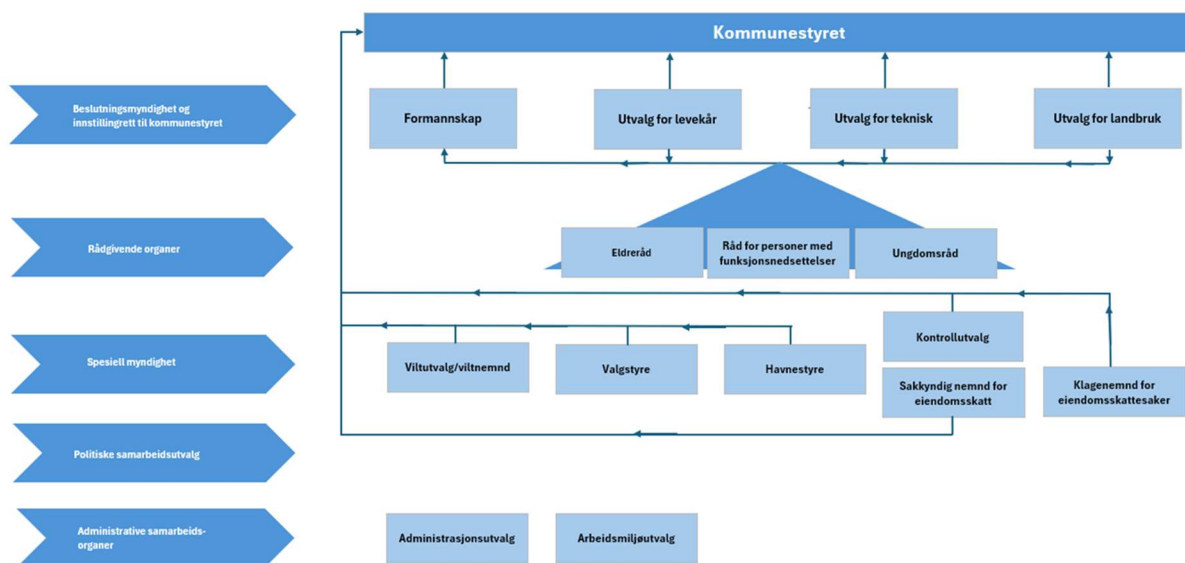 Kommunestyret
Beslutningsmyndighet og
innstillingrett til kommunestyret
Formannskap
Utvalg for levekår
Utvalg for teknisk
Utvalg for landbruk
Rådgivende organer
Eldreråd
Råd for personer med
funksjonsnedsettelser
Ungdomsråd
Spesiell myndighet
Viltutvalg/viltnemnd
Valgstyre
Havnestyre
Kontrollutvalg
Sakkyndig nemnd for
eiendomsskatt
Klagenemnd for
eiendomsskattesaker
Politiske samarbeidsutvalg
Administrative samarbeids-
organer
Administrasjonsutvalg
Arbeidsmiljøutvalg